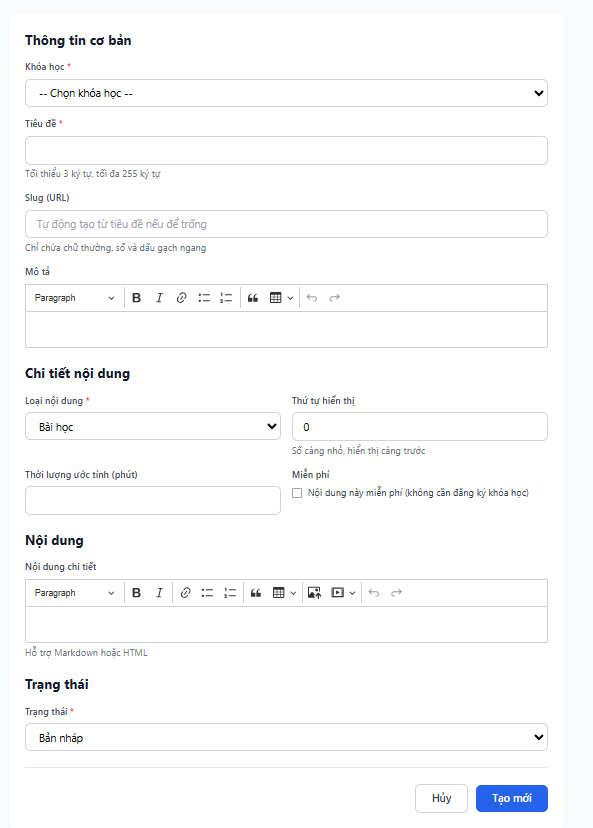 Thông tin cơ bản
Khóa học *
-- Chọn khóa học --
Tiêu đề *
Tối thiểu 3 ký tự, tối đa 255 ký tự
Slug (URL)
Tự động tạo từ tiêu đề nếu để trống
Chỉ chứa chữ thường, số và dấu gạch ngang
Mô tả
Paragraph B I
Chi tiết nội dung
Loại nội dung * Thứ tự hiển thị
Bài học 0
Số càng nhỏ, hiển thị càng trước
Thời lượng ước tính (phút) Miễn phí
Nội dung này miễn phí (không cần đăng ký khóa học)
Nội dung
Nội dung chi tiết
Paragraph B I
Hỗ trợ Markdown hoặc HTML
Trạng thái
Trạng thái *
Bản nháp
Hủy Tạo mới